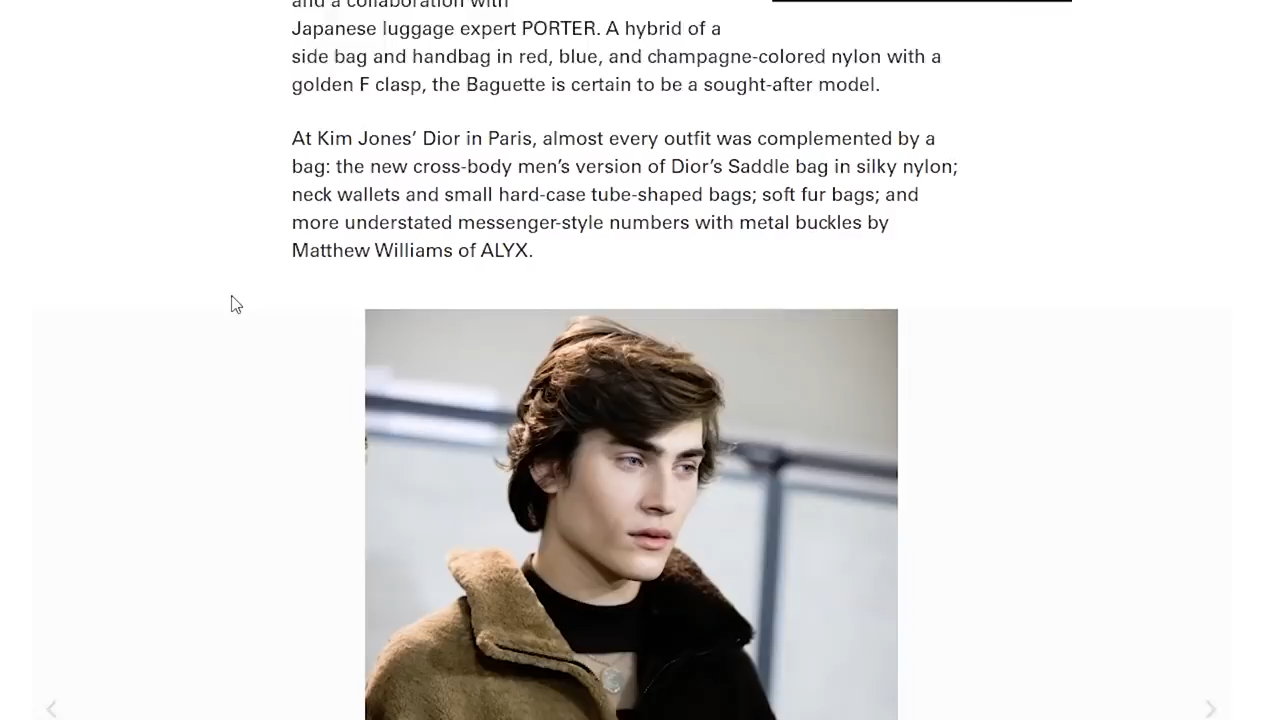 and a collaboration with
Japanese luggage expert PORTER. A hybrid of a
side bag and handbag in red, blue, and champagne-colored nylon with a
golden F clasp, the Baguette is certain to be a sought-after model.
At Kim Jones’ Dior in Paris, almost every outfit was complemented by a
bag: the new cross-body men’s version of Dior’s Saddle bag in silky nylon;
neck wallets and small hard-case tube-shaped bags; soft fur bags; and
more understated messenger-style numbers with metal buckles by
Matthew Williams of ALYX.